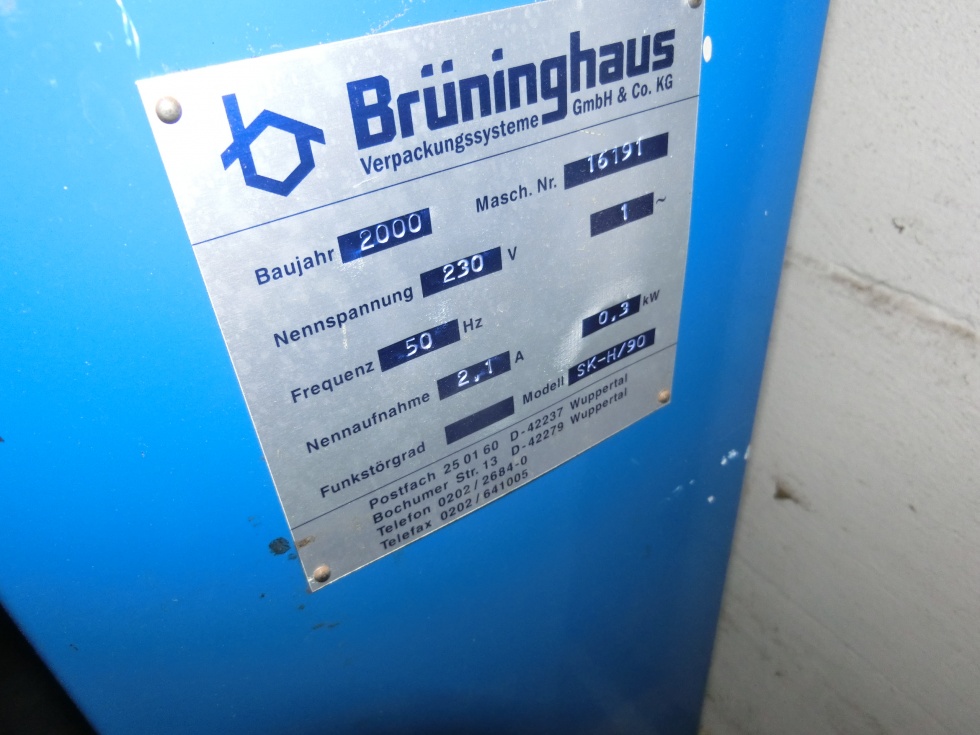 Brüninghaus
Verpackungssysteme GmbH & Co. KG
Baujahr 2000 Masch. Nr. 16191
Nennspannung 230 V 1 ~
Frequenz 50 Hz
Nennaufnahme 2,1 A 0,3 kW
Funkstörgrad Modell SK-H/90
Postfach 25 01 60 D-42237 Wuppertal
Bochumer Str. 13 D-42279 Wuppertal
Telefon 0202/2684-0
Telefax 0202/641005